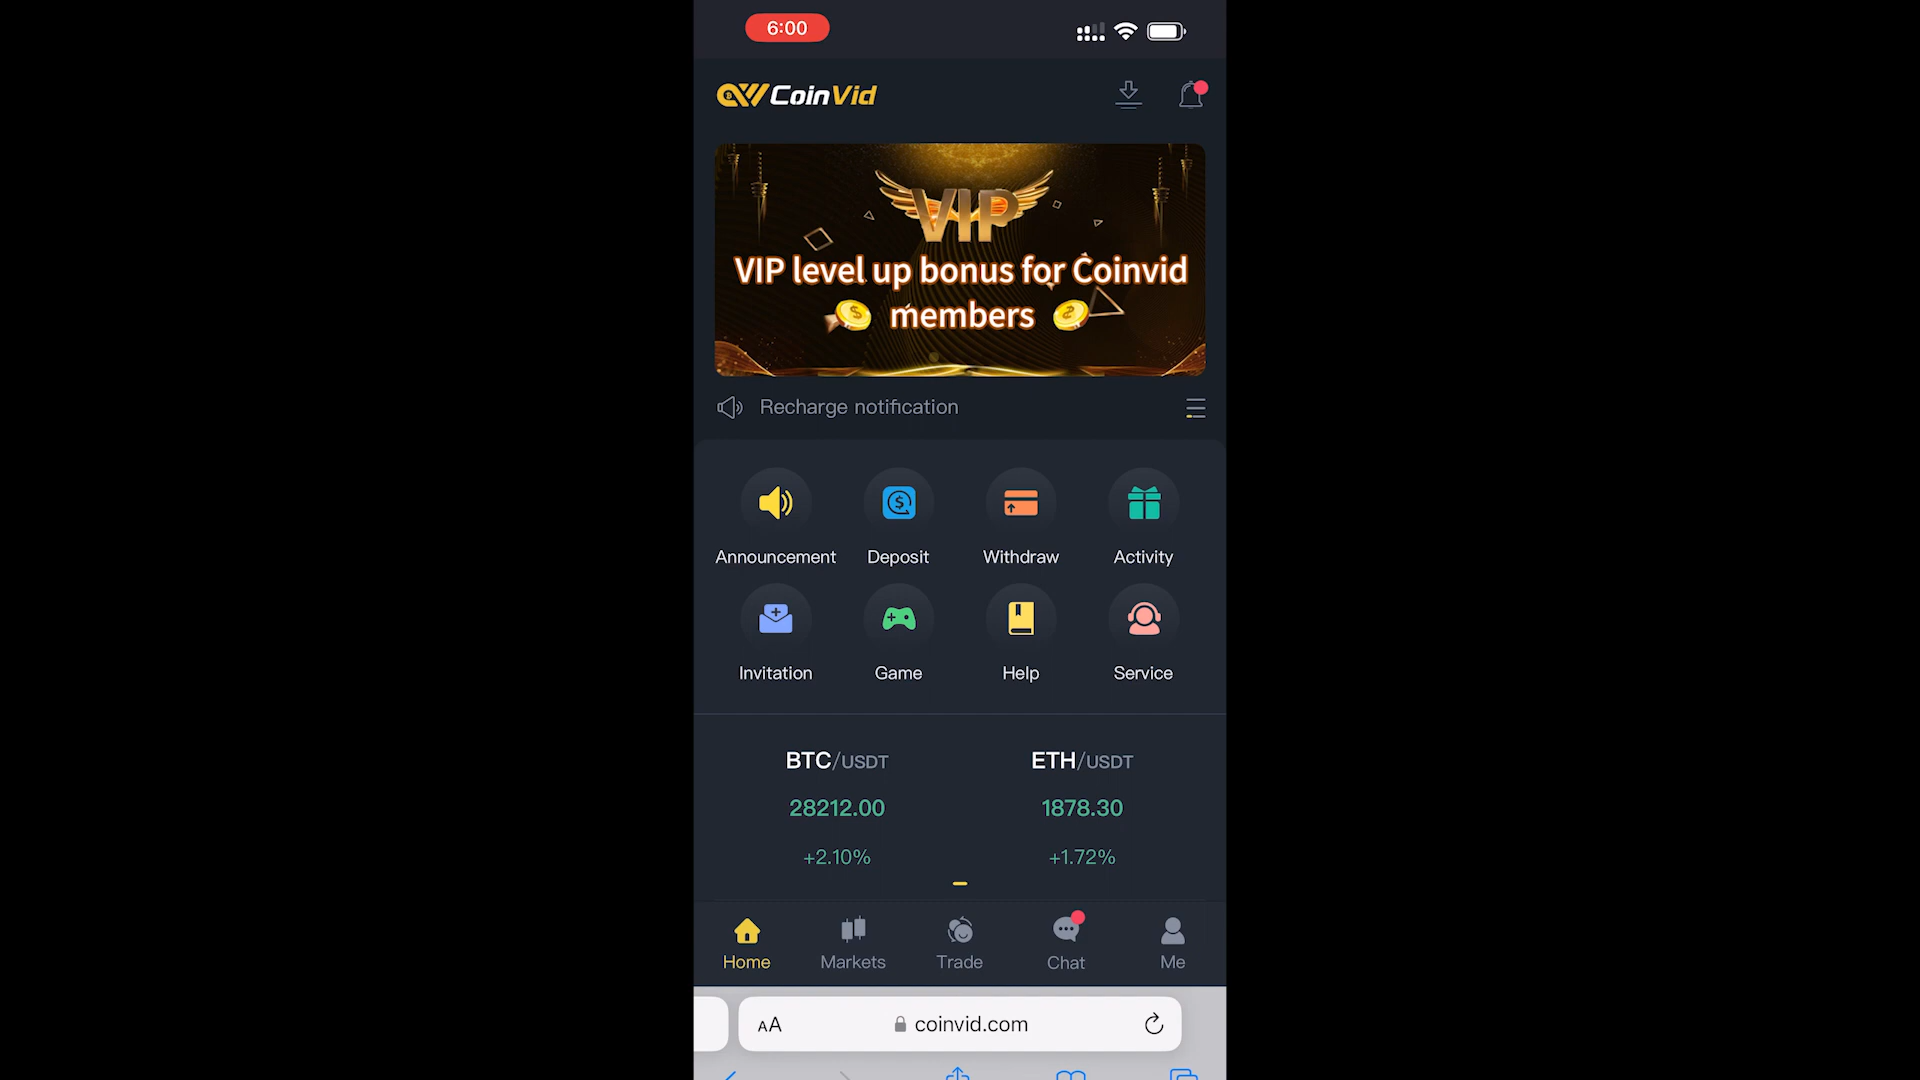 6:00
CoinVid
VIP
VIP level up bonus for Coinvid
members
Recharge notification
Announcement Deposit Withdraw Activity
Invitation Game Help Service
BTC/USDT ETH/USDT
28212.00 1878.30
+2.10% +1.72%
Home Markets Trade Chat Me
AA coinvid.com